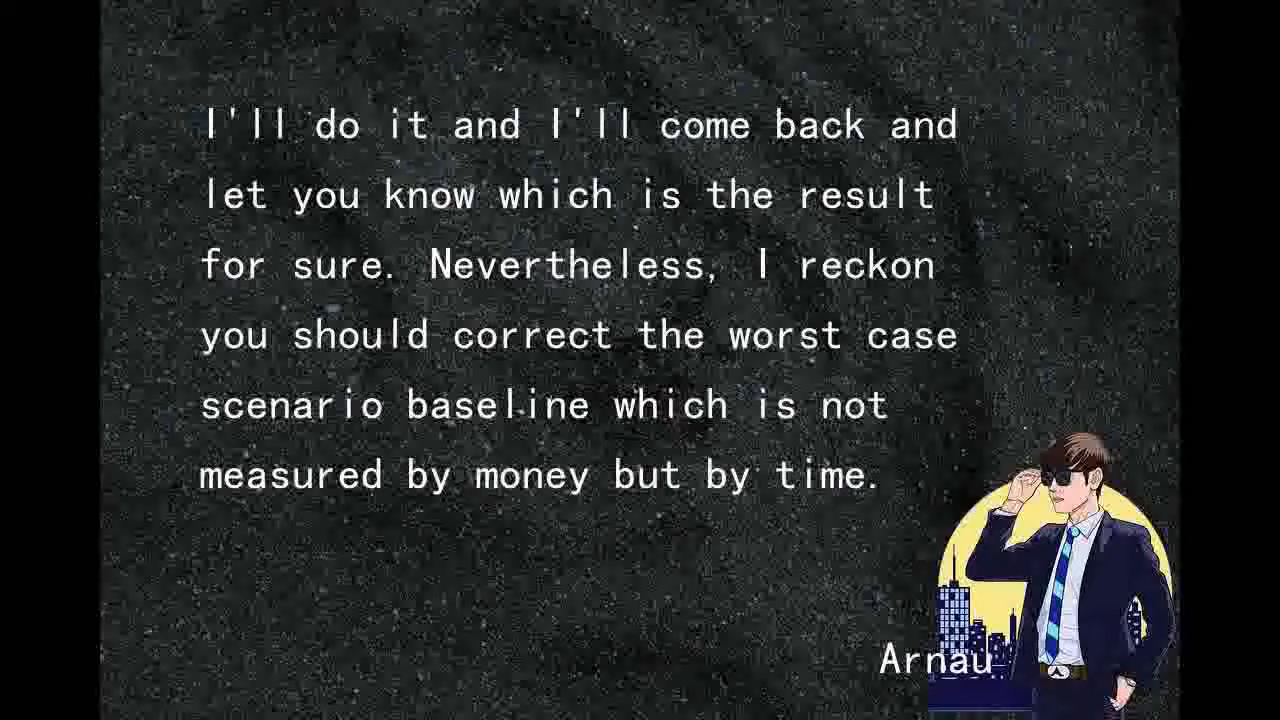 I'll do it and I'll come back and
let you know which is the result
for sure. Nevertheless, I reckon
you should correct the worst case
scenario baseline which is not
measured by money but by time.
Arnau